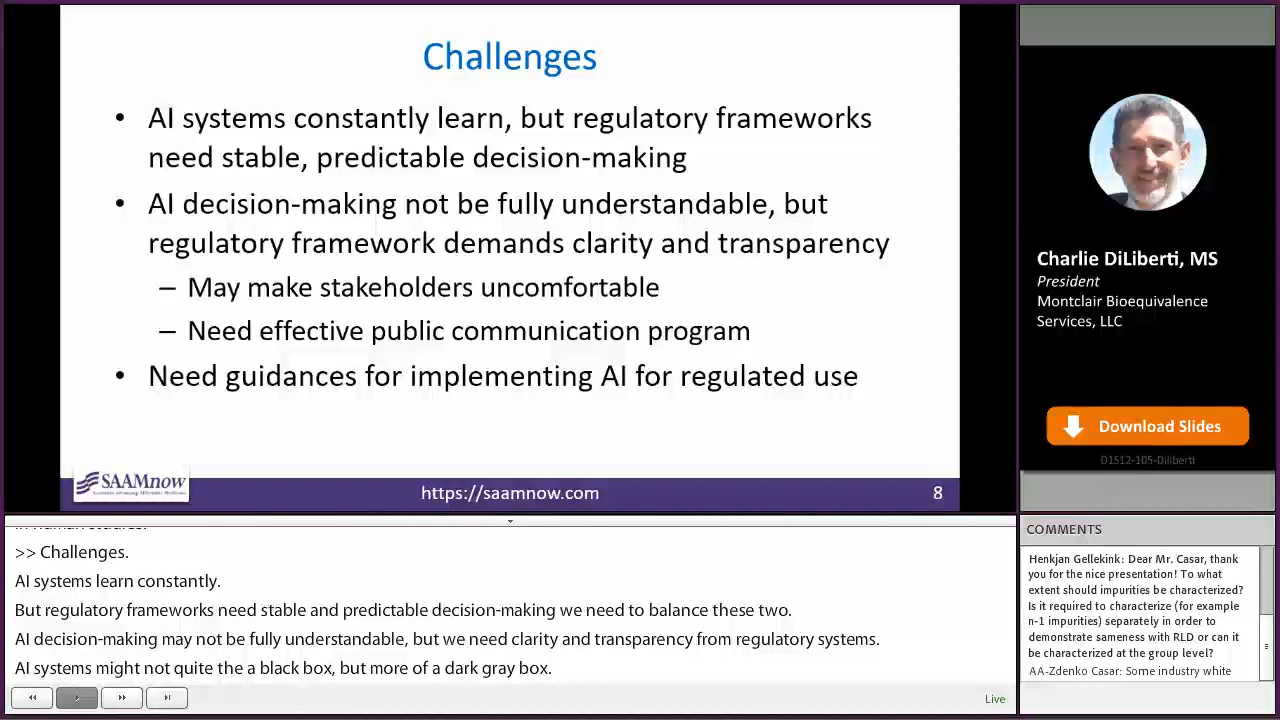 Challenges
• AI systems constantly learn, but regulatory frameworks
need stable, predictable decision-making
• AI decision-making not be fully understandable, but
regulatory framework demands clarity and transparency
– May make stakeholders uncomfortable
– Need effective public communication program
• Need guidances for implementing AI for regulated use
SAAMnow
https://saamnow.com
8
Charlie DiLiberti, MS
President
Montclair Bioequivalence
Services, LLC
Download Slides
D1S12-105-Diliberti
in human studies.
>> Challenges.
AI systems learn constantly.
But regulatory frameworks need stable and predictable decision-making we need to balance these two.
AI decision-making may not be fully understandable, but we need clarity and transparency from regulatory systems.
AI systems might not quite the a black box, but more of a dark gray box.
Live
COMMENTS
Henkjan Gellekink: Dear Mr. Casar, thank
you for the nice presentation! To what
extent should impurities be characterized?
Is it required to characterize (for example
n-1 impurities) separately in order to
demonstrate sameness with RLD or can it
be characterized at the group level?
AA-Zdenko Casar: Some industry white